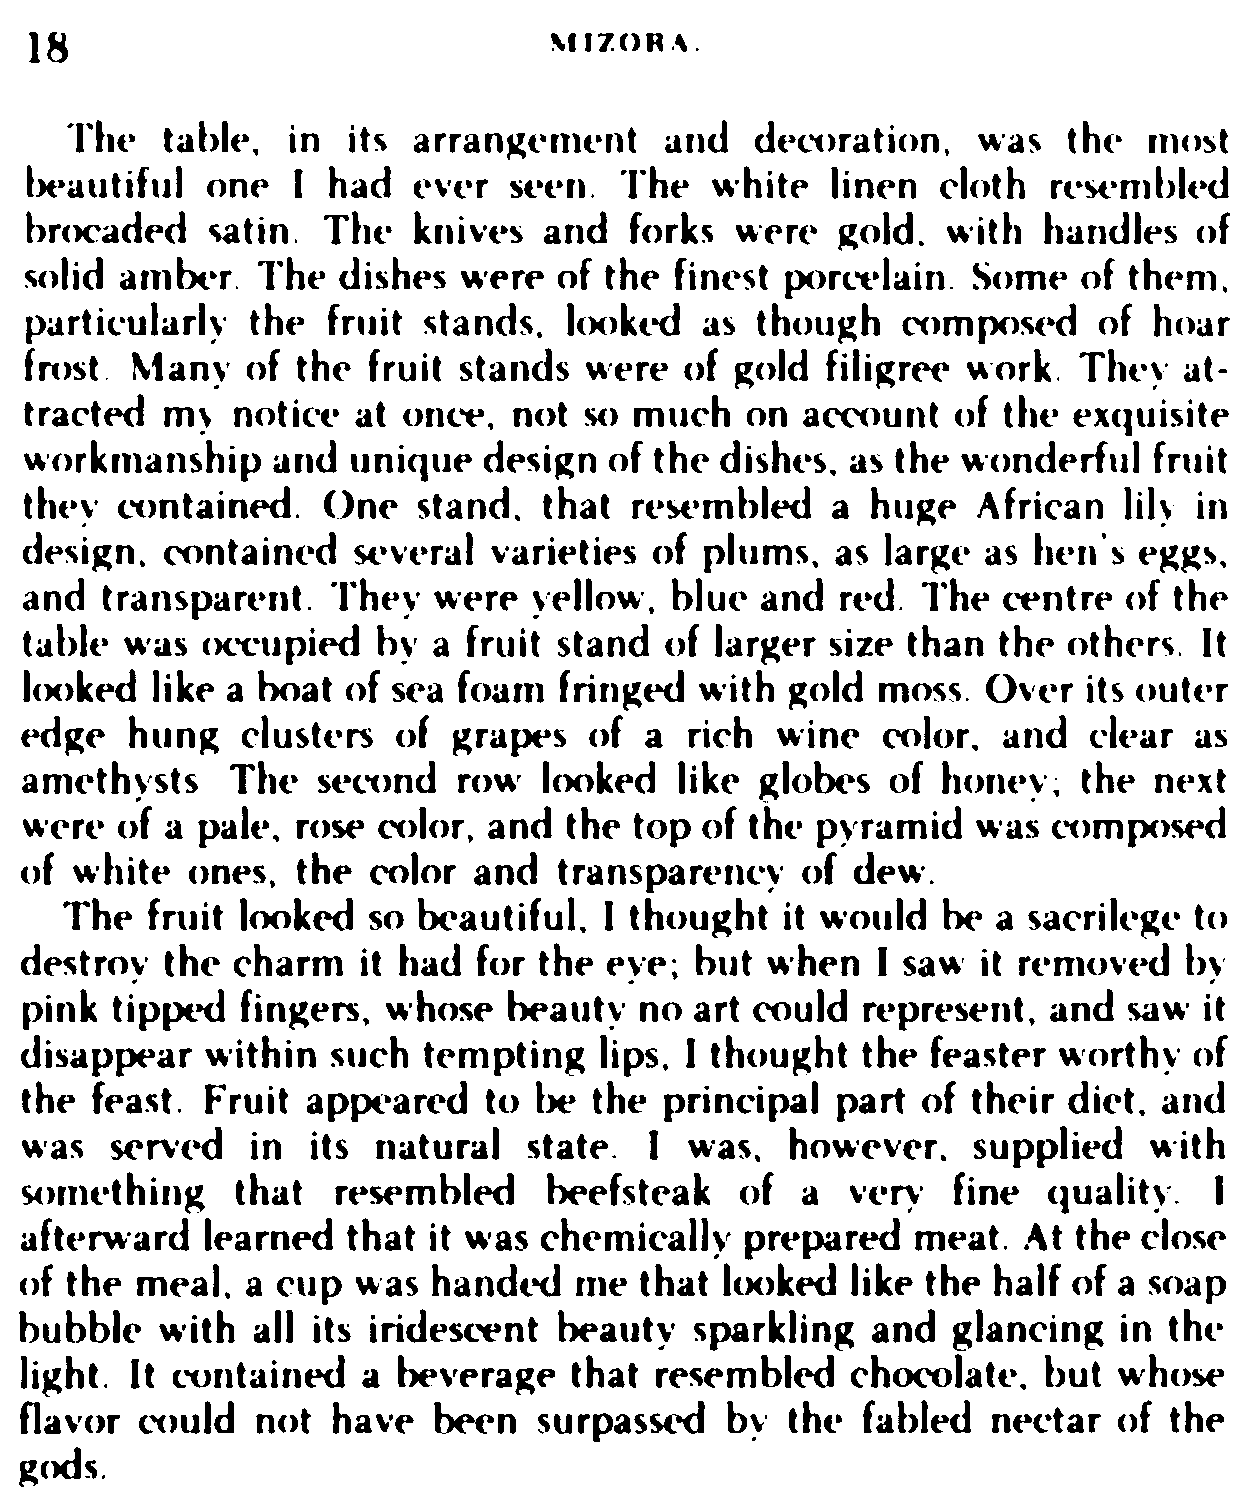 18 MIZORA.
The table, in its arrangement and decoration, was the most
beautiful one I had ever seen. The white linen cloth resembled
brocaded satin. The knives and forks were gold, with handles of
solid amber. The dishes were of the finest porcelain. Some of them,
particularly the fruit stands, looked as though composed of hoar
frost. Many of the fruit stands were of gold filigree work. They at-
tracted my notice at once, not so much on account of the exquisite
workmanship and unique design of the dishes, as the wonderful fruit
they contained. One stand, that resembled a huge African lily in
design, contained several varieties of plums, as large as hen's eggs,
and transparent. They were yellow, blue and red. The centre of the
table was occupied by a fruit stand of larger size than the others. It
looked like a boat of sea foam fringed with gold moss. Over its outer
edge hung clusters of grapes of a rich wine color, and clear as
amethysts The second row looked like globes of honey; the next
were of a pale, rose color, and the top of the pyramid was composed
of white ones, the color and transparency of dew.
The fruit looked so beautiful, I thought it would be a sacrilege to
destroy the charm it had for the eye; but when I saw it removed by
pink tipped fingers, whose beauty no art could represent, and saw it
disappear within such tempting lips, I thought the feaster worthy of
the feast. Fruit appeared to be the principal part of their diet, and
was served in its natural state. I was, however, supplied with
something that resembled beefsteak of a very fine quality. I
afterward learned that it was chemically prepared meat. At the close
of the meal, a cup was handed me that looked like the half of a soap
bubble with all its iridescent beauty sparkling and glancing in the
light. It contained a beverage that resembled chocolate, but whose
flavor could not have been surpassed by the fabled nectar of the
gods.